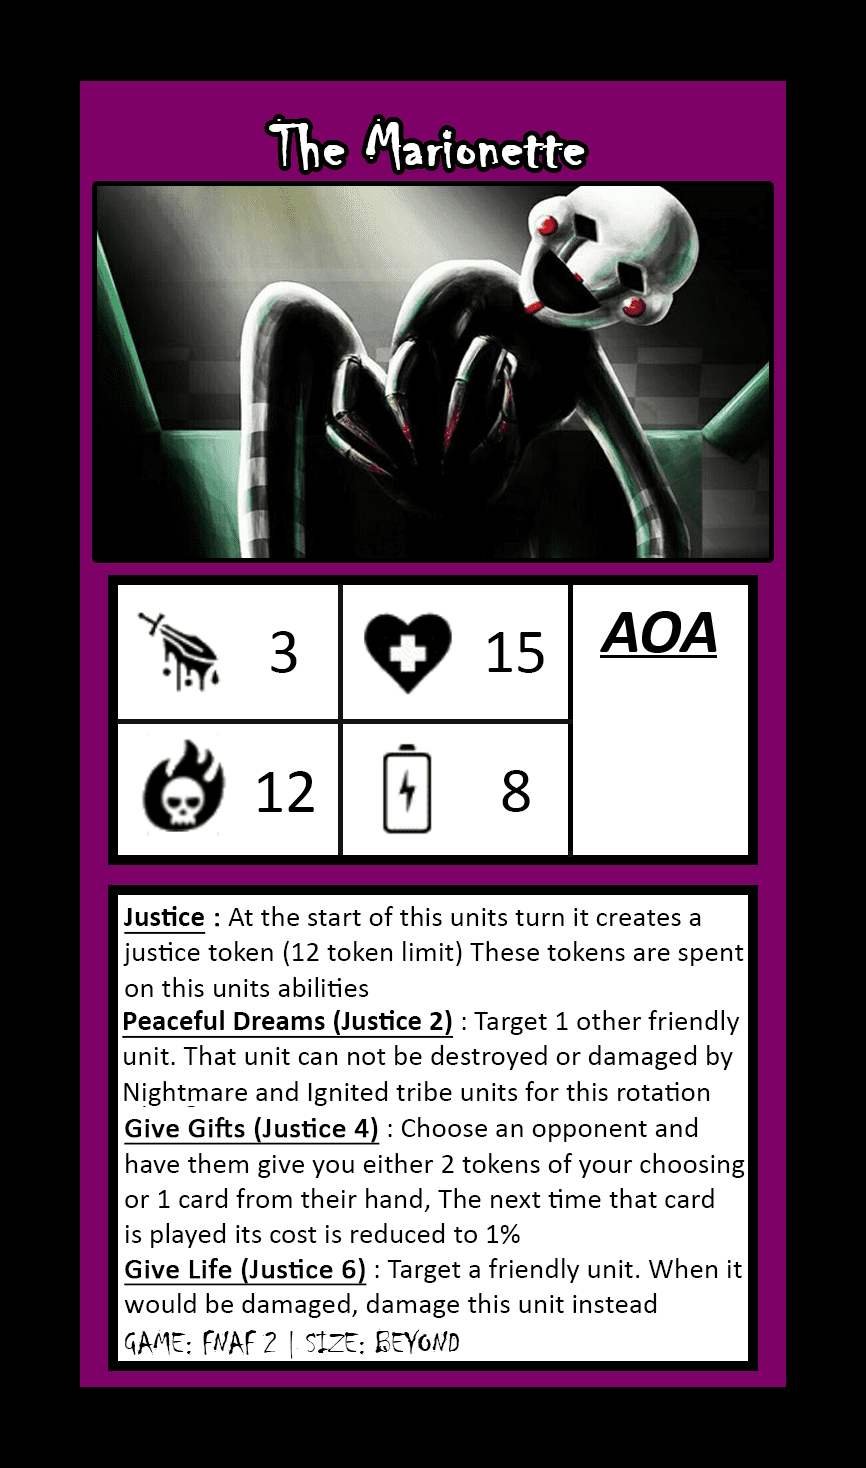 The Marionette
3
15
AOA
12
8
Justice : At the start of this units turn it creates a
justice token (12 token limit) These tokens are spent
on this units abilities
Peaceful Dreams (Justice 2) : Target 1 other friendly
unit. That unit can not be destroyed or damaged by
Nightmare and Ignited tribe units for this rotation
Give Gifts (Justice 4) : Choose an opponent and
have them give you either 2 tokens of your choosing
or 1 card from their hand, The next time that card
is played its cost is reduced to 1%
Give Life (Justice 6) : Target a friendly unit. When it
would be damaged, damage this unit instead
GAME: FNAF 2 | SIZE: BEYOND